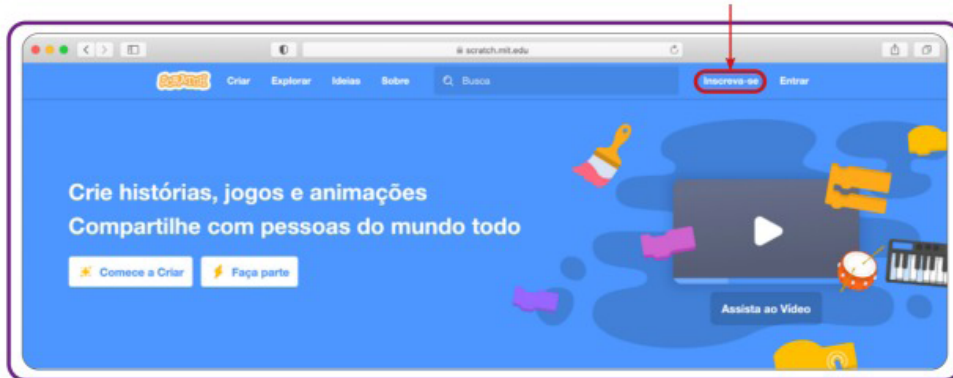 scratch.mit.edu
SCRATCH Criar Explorar Ideias Sobre Busca Inscreva-se Entrar
Crie histórias, jogos e animações
Compartilhe com pessoas do mundo todo
Comece a Criar Faça parte
Assista ao Vídeo